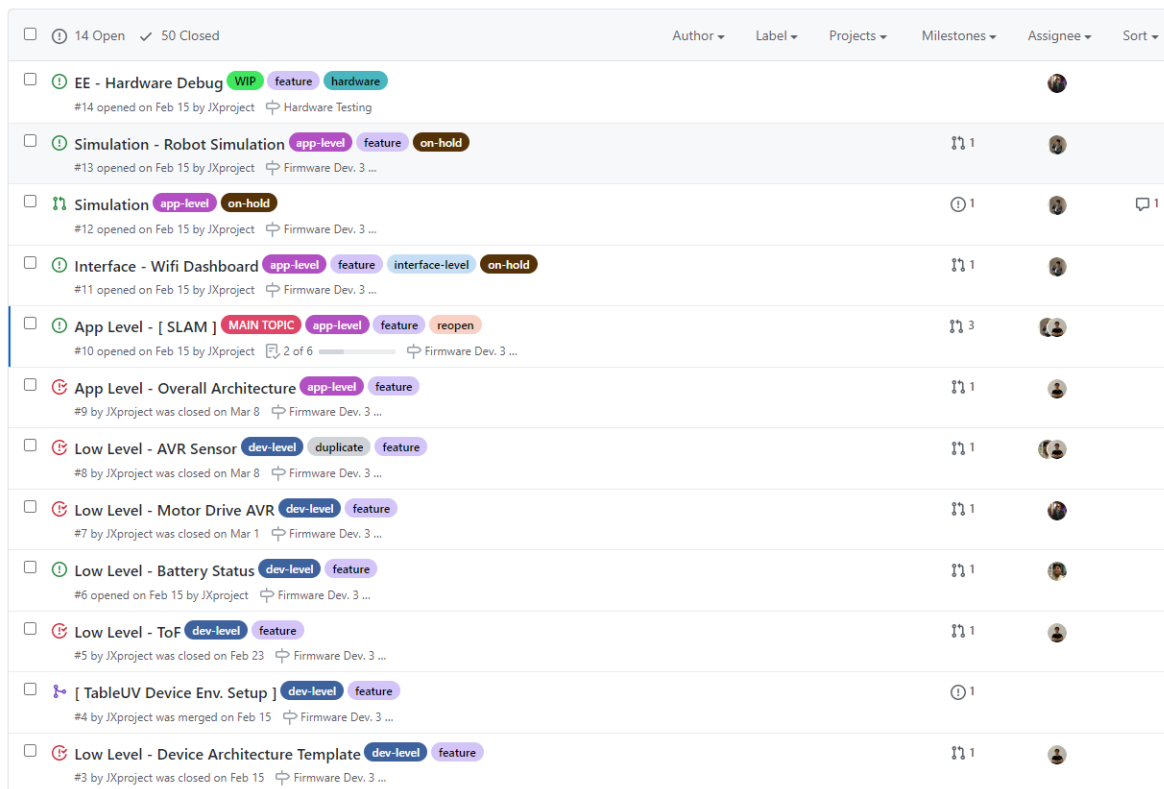 14 Open 50 Closed Author Label Projects Milestones Assignee Sort
EE - Hardware Debug WIP feature hardware
#14 opened on Feb 15 by JXproject Hardware Testing
Simulation - Robot Simulation app-level feature on-hold 1
#13 opened on Feb 15 by JXproject Firmware Dev. 3 ...
Simulation app-level on-hold 1 1
#12 opened on Feb 15 by JXproject Firmware Dev. 3 ...
Interface - Wifi Dashboard app-level feature interface-level on-hold 1
#11 opened on Feb 15 by JXproject Firmware Dev. 3 ...
App Level - [ SLAM ] MAIN TOPIC app-level feature reopen 3
#10 opened on Feb 15 by JXproject 2 of 6 Firmware Dev. 3 ...
App Level - Overall Architecture app-level feature 1
#9 by JXproject was closed on Mar 8 Firmware Dev. 3 ...
Low Level - AVR Sensor dev-level duplicate feature 1
#8 by JXproject was closed on Mar 8 Firmware Dev. 3 ...
Low Level - Motor Drive AVR dev-level feature 1
#7 by JXproject was closed on Mar 1 Firmware Dev. 3 ...
Low Level - Battery Status dev-level feature 1
#6 opened on Feb 15 by JXproject Firmware Dev. 3 ...
Low Level - ToF dev-level feature 1
#5 by JXproject was closed on Feb 23 Firmware Dev. 3 ...
[ TableUV Device Env. Setup ] dev-level feature 1
#4 by JXproject was merged on Feb 15 Firmware Dev. 3 ...
Low Level - Device Architecture Template dev-level feature 1
#3 by JXproject was closed on Feb 15 Firmware Dev. 3 ...